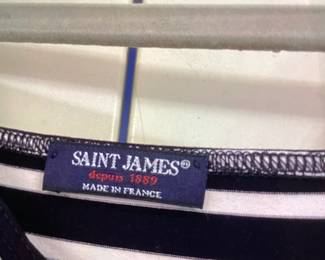 SAINT JAMES®
depuis 1889
MADE IN FRANCE